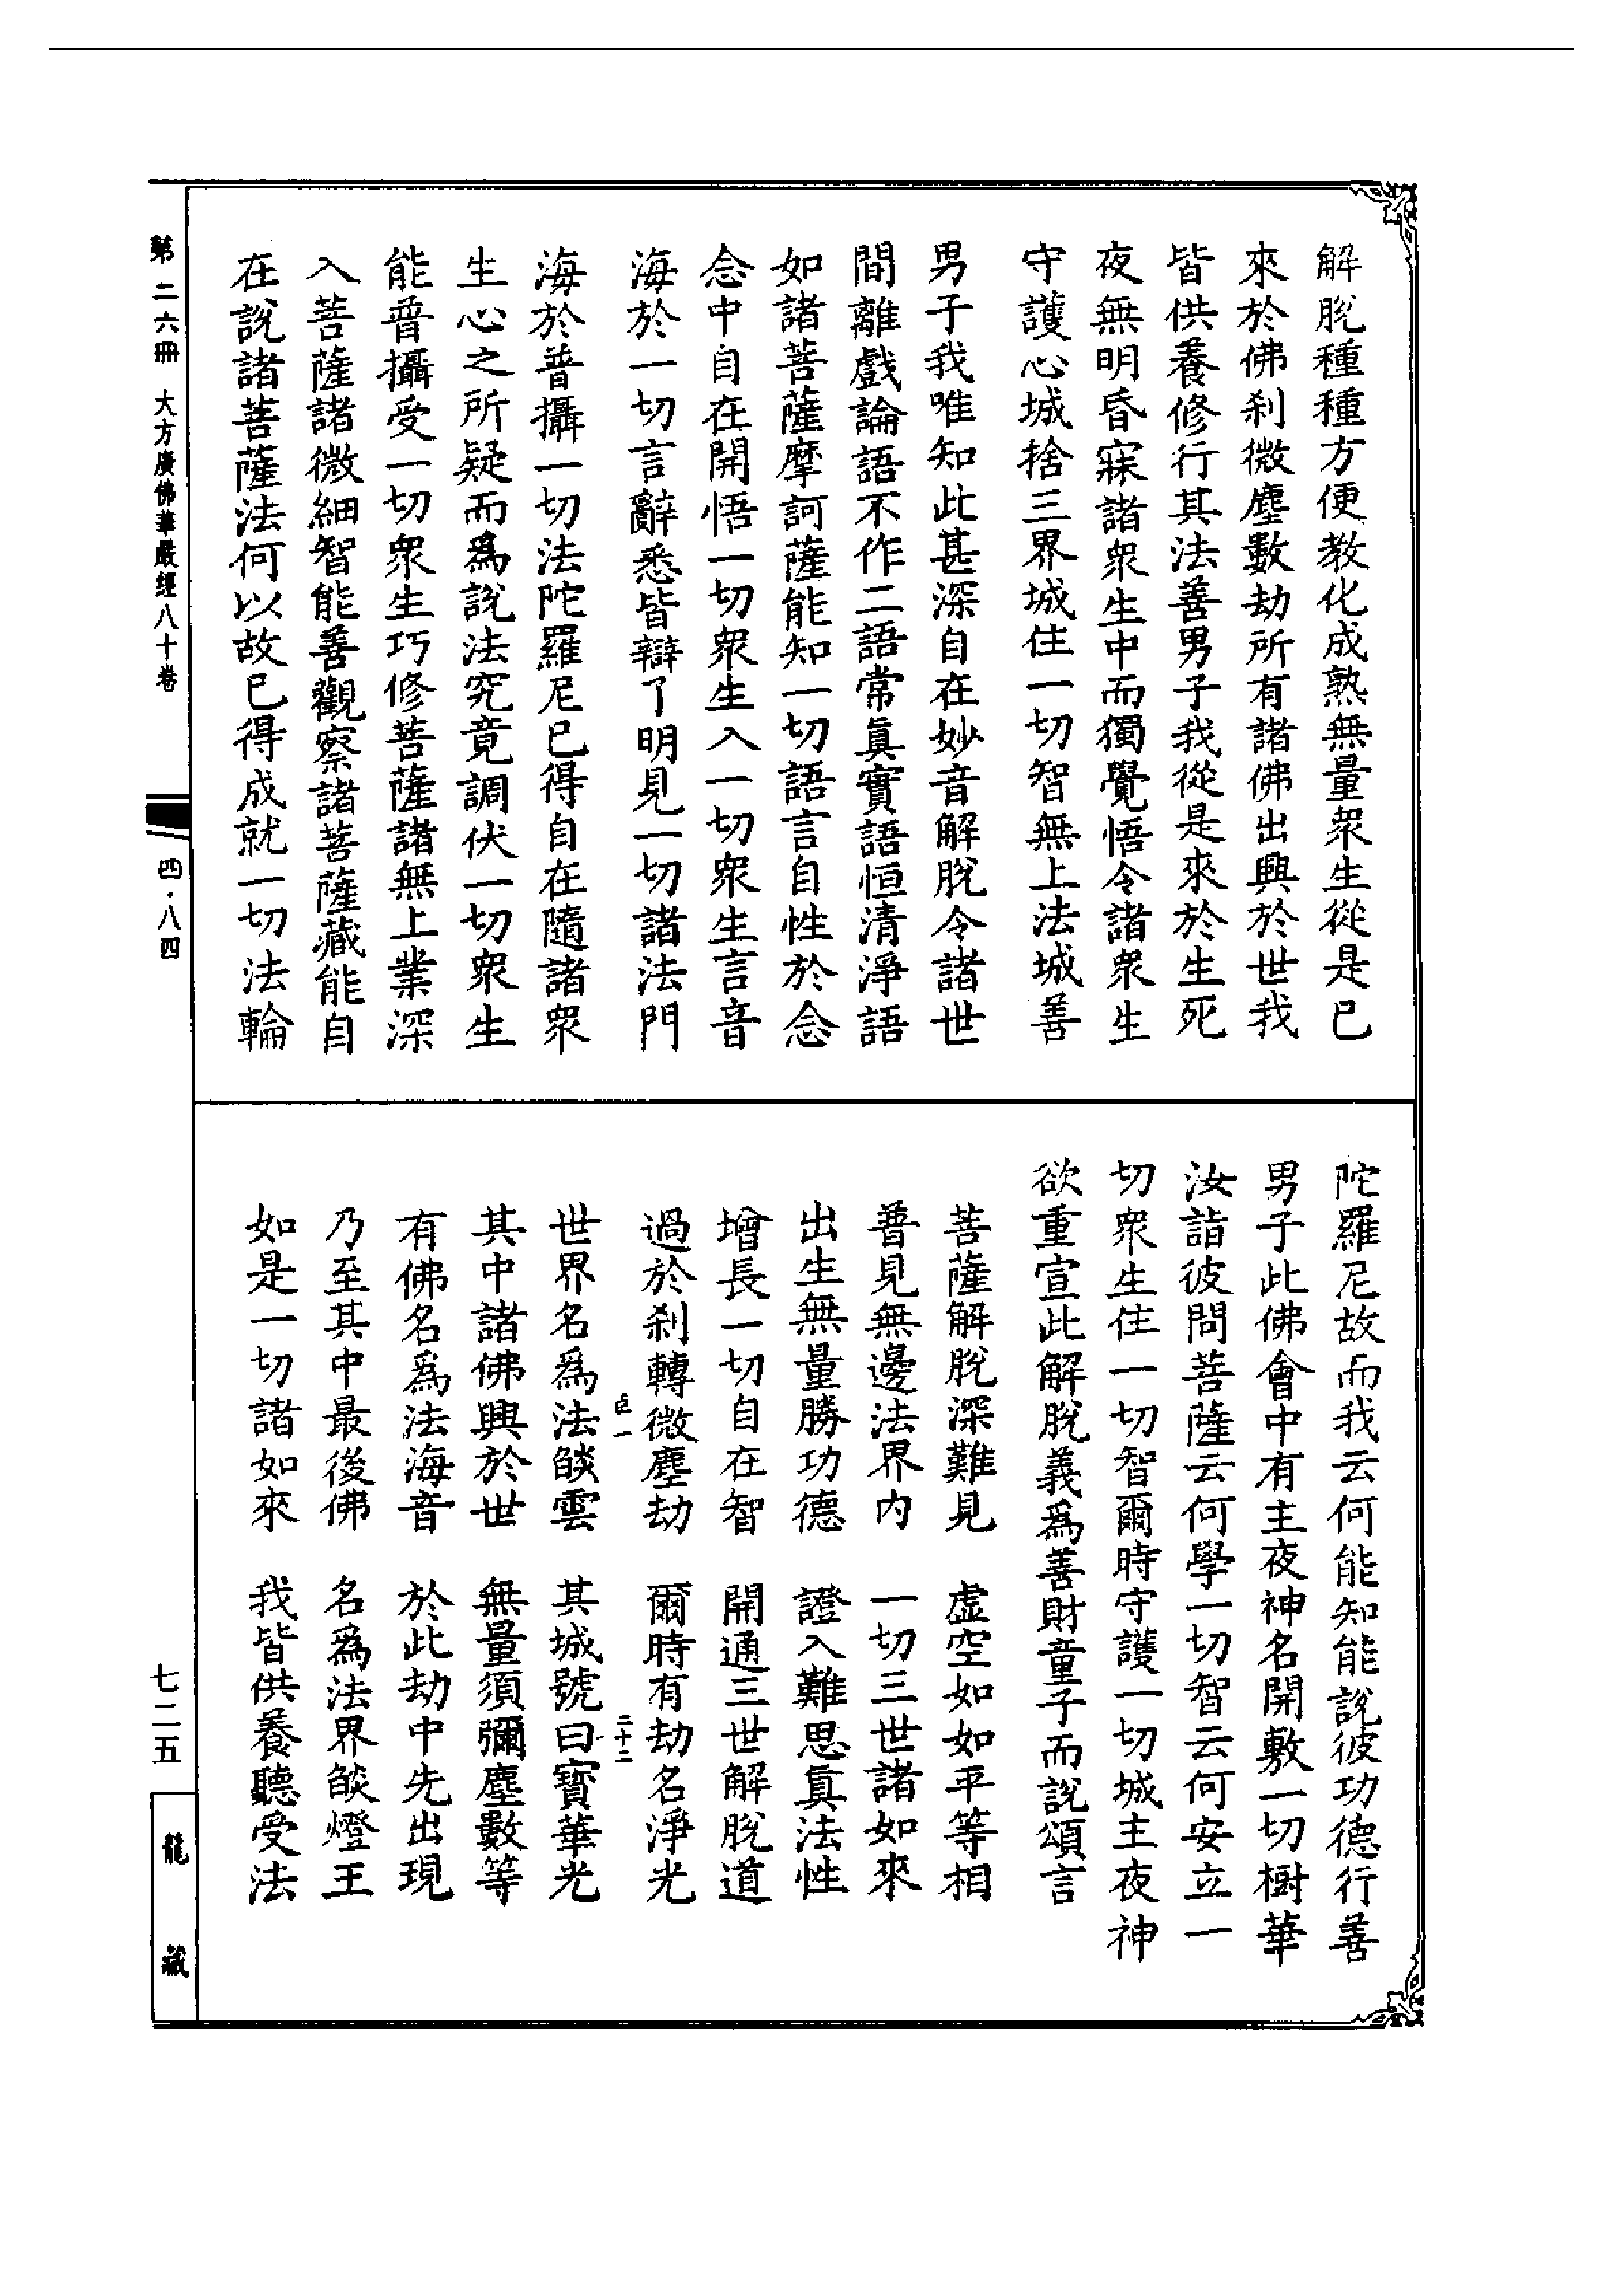 解脫種種方便教化成熟無量眾生從是已
來於佛刹微塵數劫所有諸佛出興於世我
皆供養修行其法善男子我從是來於生死
夜無明昏寐諸眾生中而獨覺悟令諸眾生
守護心城捨三界城住一切智無上法城善
男子我唯知此甚深自在妙音解脫令諸世
間離戲論語不作二語常真實語恒清淨語
如諸菩薩摩訶薩能知一切語言自性於念
念中自在開悟一切眾生入一切眾生言音
海於一切言辭悉皆辯了明見一切諸法門
海於普攝一切法陀羅尼已得自在隨諸眾
生心之所疑而為說法究竟調伏一切眾生
能普攝受一切眾生巧修菩薩諸無上業深
入菩薩諸微細智能善觀察諸菩薩藏能自
在說諸菩薩法何以故已得成就一切法輪
陀羅尼故而我云何能知能說彼功德行善
男子此佛會中有主夜神名開敷一切樹華
汝詣彼問菩薩云何學一切智云何安立一
切眾生住一切智爾時守護一切城主夜神
欲重宣此解脫義為善財童子而說頌言
菩薩解脫深難見　虛空如如平等相
普見無邊法界內　一切三世諸如來
出生無量勝功德　證入難思真法性
增長一切自在智　開通三世解脫道
過於刹轉微塵劫　爾時有劫名淨光
世界名為法燄雲　其城號曰寶華光
其中諸佛興於世　無量須彌塵數等
有佛名為法海音　於此劫中先出現
乃至其中最後佛　名為法界燄燈王
如是一切諸如來　我皆供養聽受法
二十二
第二六冊　大方廣佛華嚴經八十卷
四·八四
七二五
龍藏